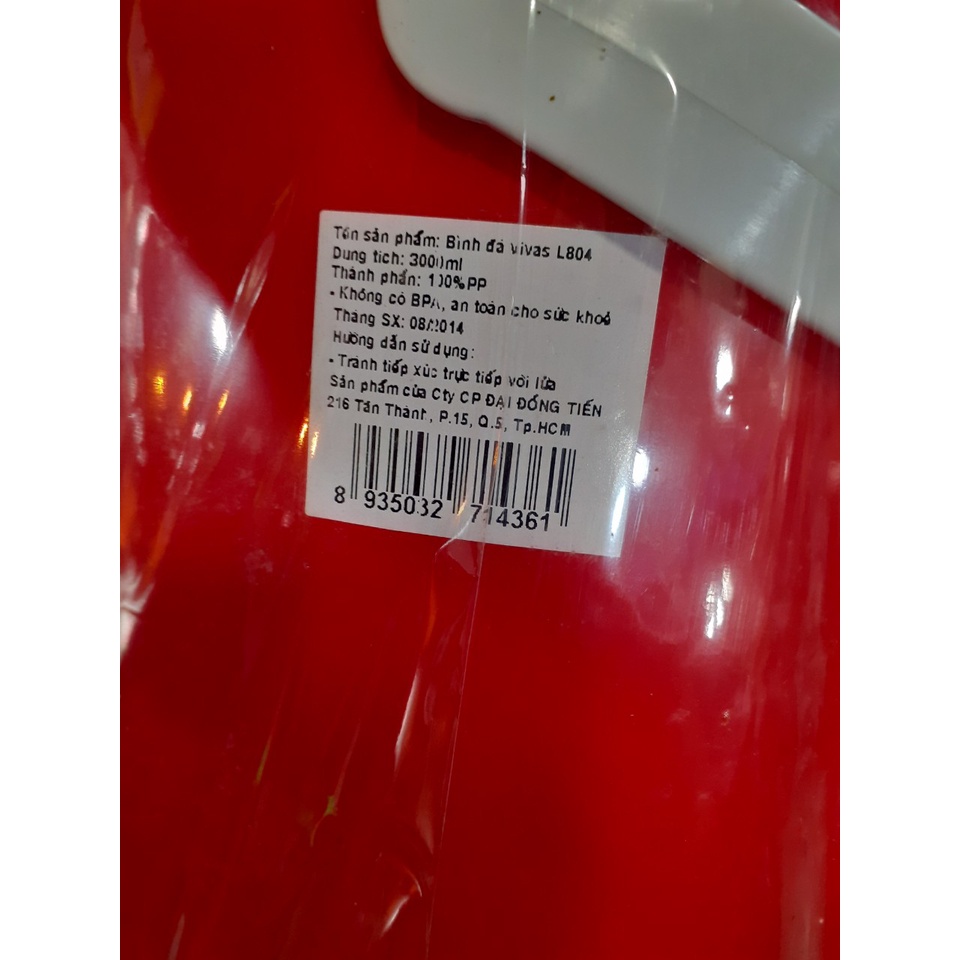 Tên sản phẩm: Bình đá vivas L804
Dung tích: 3000ml
Thành phần: 100%PP
- Không có BPA, an toàn cho sức khoẻ
Tháng SX: 08/2014
Hướng dẫn sử dụng:
- Tránh tiếp xúc trực tiếp với lửa
Sản phẩm của Cty CP ĐẠI ĐỒNG TIẾN
216 Tân Thành, P.15, Q.5, Tp.HCM
8 935032 714361